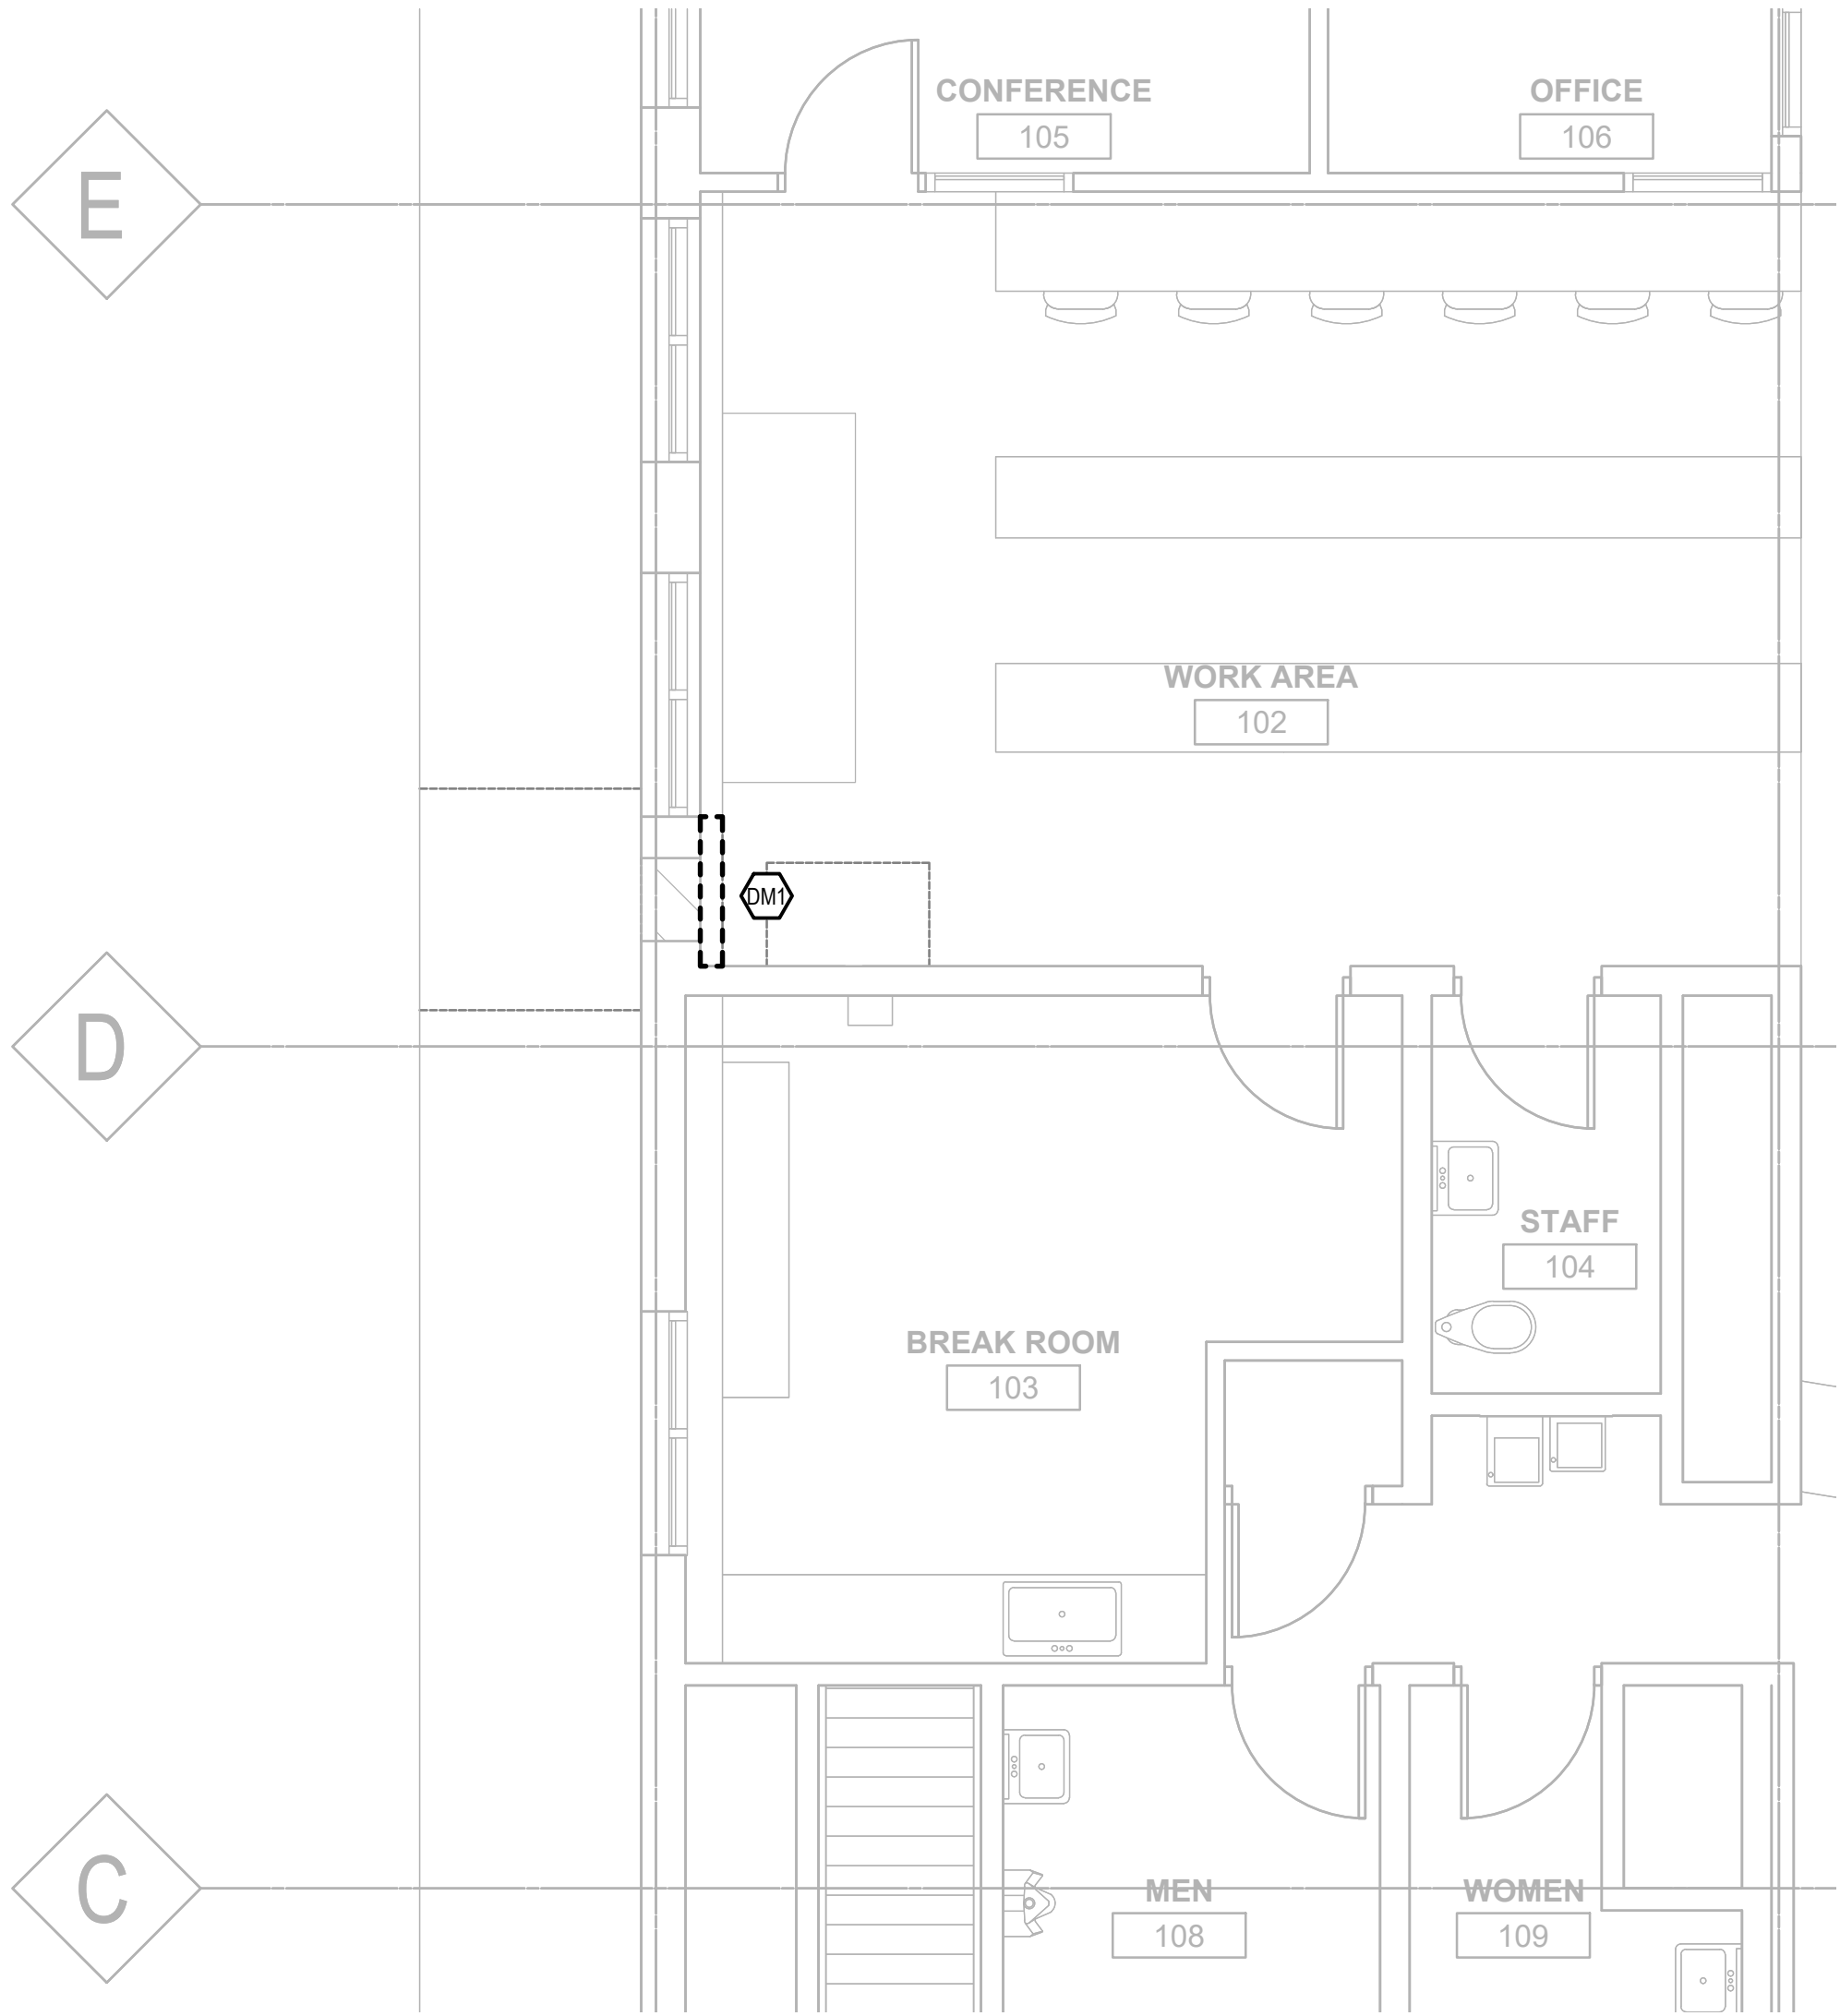 CONFERENCE
105
OFFICE
106
E
WORK AREA
102
DM1
D
STAFF
104
BREAK ROOM
103
C
MEN
108
WOMEN
109